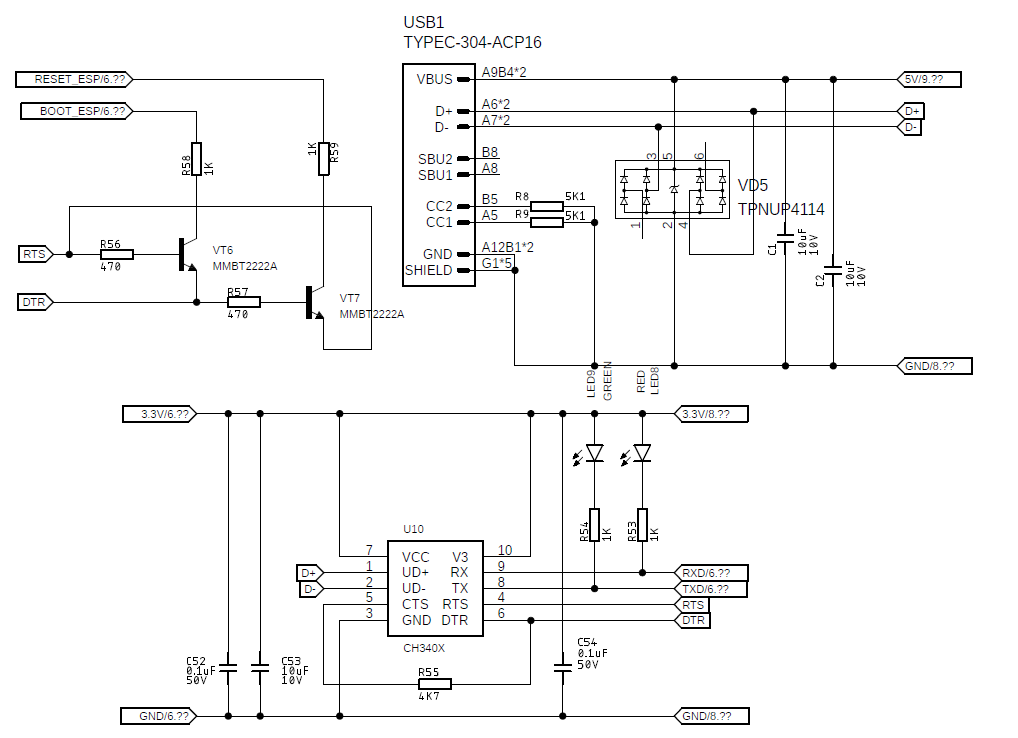 USB1
TYPEC-304-ACP16
RESET_ESP/6.??
BOOT_ESP/6.??
R58
1K
1K
R59
VBUS
A9B4*2
D+
A6*2
D-
A7*2
SBU2
B8
SBU1
A8
CC2
B5
CC1
A5
GND
A12B1*2
SHIELD
G1*5
R8
5K1
R9
5K1
5V/9.??
D+
D-
3
5
6
1
2
4
VD5
TPNUP4114
C1
10uF
10V
C2
10uF
10V
RTS
R56
470
VT6
MMBT2222A
DTR
R57
470
VT7
MMBT2222A
GND/8.??
LED9
GREEN
RED
LED8
3.3V/6.??
3.3V/8.??
R54
1K
R53
1K
U10
7
VCC
V3
10
D+
1
UD+
RX
9
RXD/6.??
D-
2
UD-
TX
8
TXD/6.??
5
CTS
RTS
4
RTS
3
GND
DTR
6
DTR
CH340X
C52
0.1uF
50V
C53
10uF
10V
R55
4K7
C54
0.1uF
50V
GND/6.??
GND/8.??